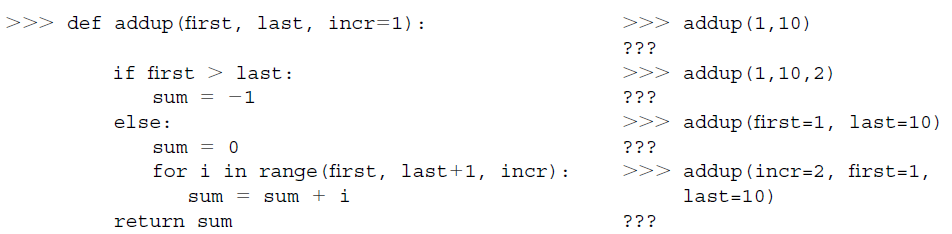 >>> def addup(first, last, incr=1):
if first > last:
sum = -1
else:
sum = 0
for i in range(first, last+1, incr):
sum = sum + i
return sum
>>> addup(1,10)
???
>>> addup(1,10,2)
???
>>> addup(first=1, last=10)
???
>>> addup(incr=2, first=1,
last=10)
???